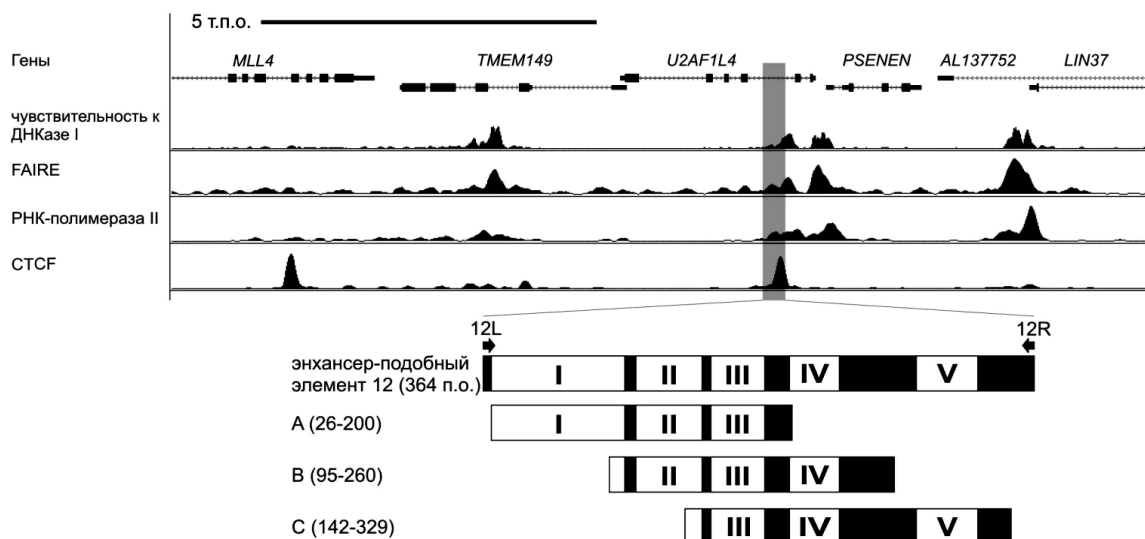 5 т.п.о.
Гены
MLL4 TMEM149 U2AF1L4 PSENEN AL137752 LIN37
чувствительность к
ДНКазе I
FAIRE
РНК-полимераза II
CTCF
12L 12R
энхансер-подобный
элемент 12 (364 п.о.)
I II III IV V
A (26-200)
I II III
B (95-260)
II III IV
C (142-329)
III IV V